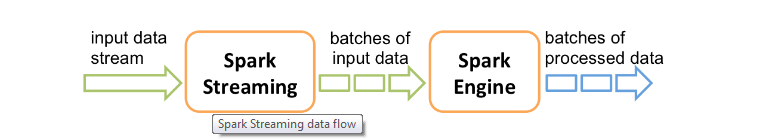 input data
stream
Spark
Streaming
batches of
input data
Spark
Engine
batches of
processed data
Spark Streaming data flow